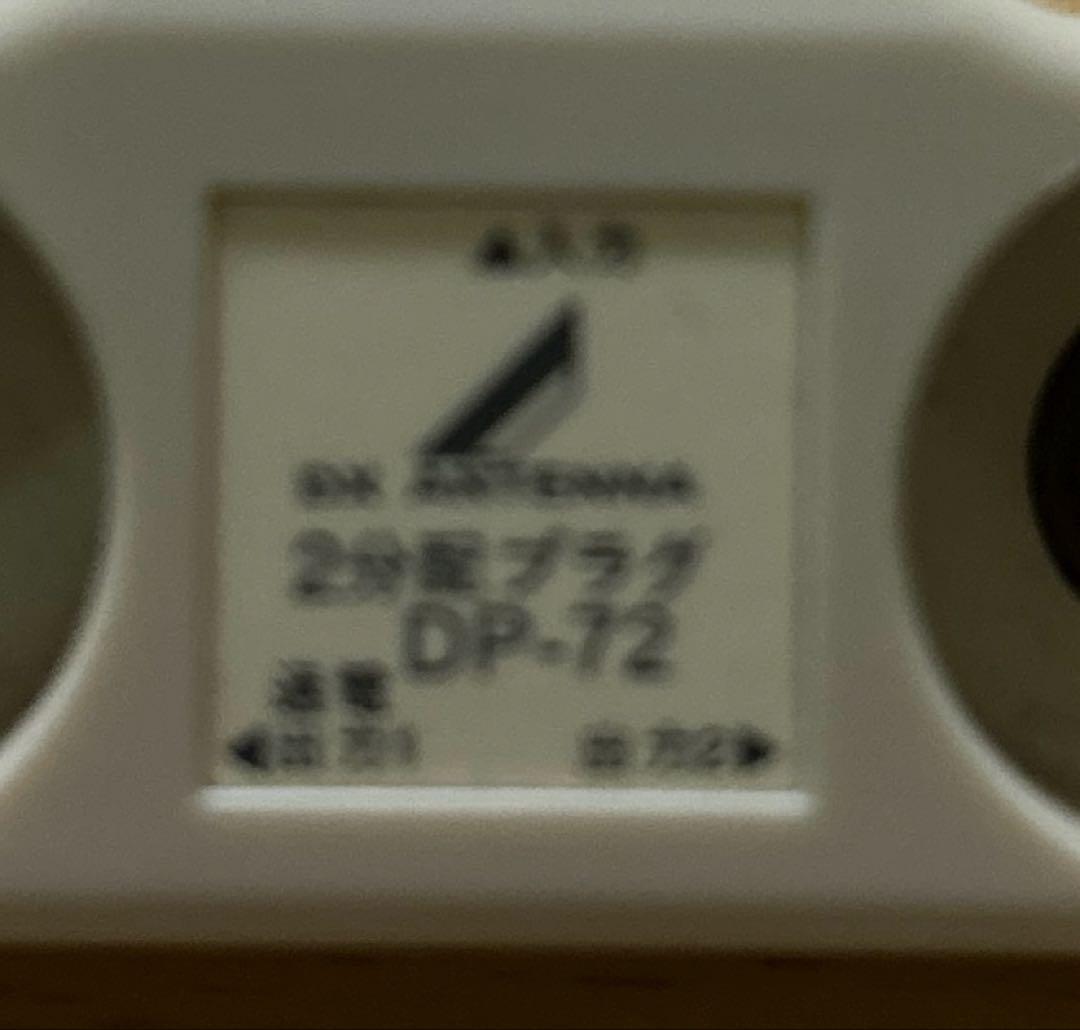 ▲入力
DX ANTENNA
2分配プラグ
DP-72
送電
◀出力1
出力2▶